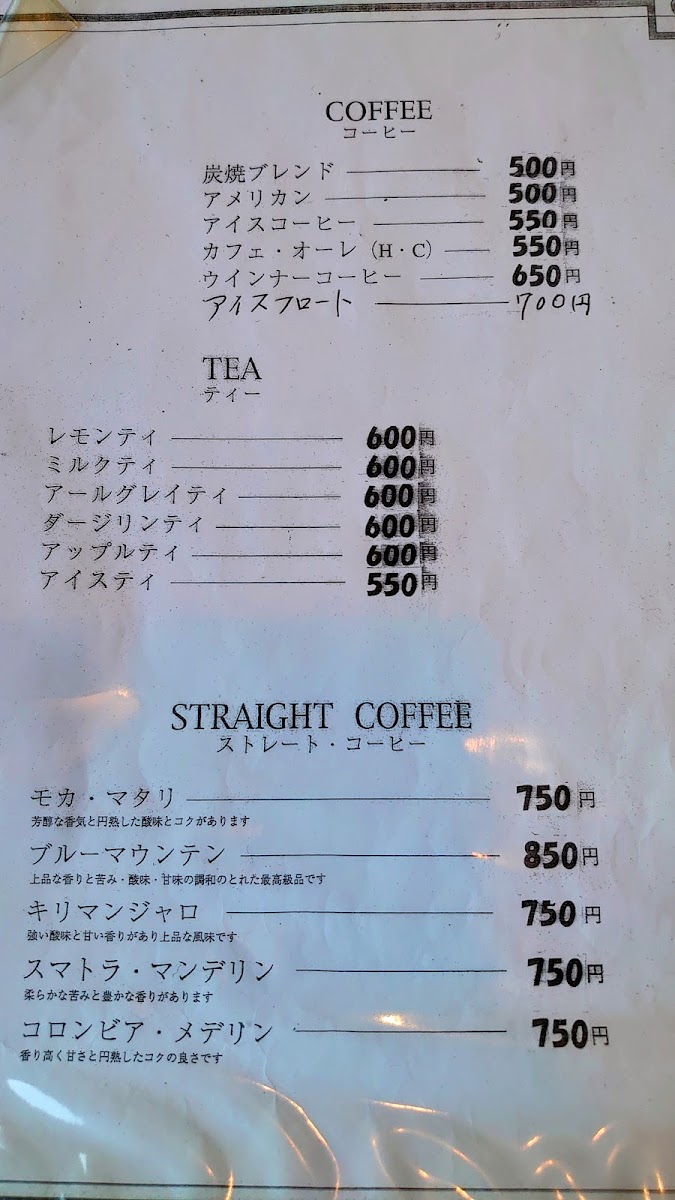 COFFEE
コーヒー
炭焼ブレンド 500円
アメリカン 500円
アイスコーヒー 550円
カフェ・オーレ（H・C） 550円
ウインナーコーヒー 650円
アイスフロート 700円
TEA
ティー
レモンティ 600円
ミルクティ 600円
アールグレイティ 600円
ダージリンティ 600円
アップルティ 600円
アイスティ 550円
STRAIGHT COFFEE
ストレート・コーヒー
モカ・マタリ 750円
芳醇な香気と円熟した酸味とコクがあります
ブルーマウンテン 850円
上品な香りと苦み・酸味・甘味の調和のとれた最高級品です
キリマンジャロ 750円
強い酸味と甘い香りがあり上品な風味です
スマトラ・マンデリン 750円
柔らかな苦みと豊かな香りがあります
コロンビア・メデリン 750円
香り高く甘さと円熟したコクの良さです